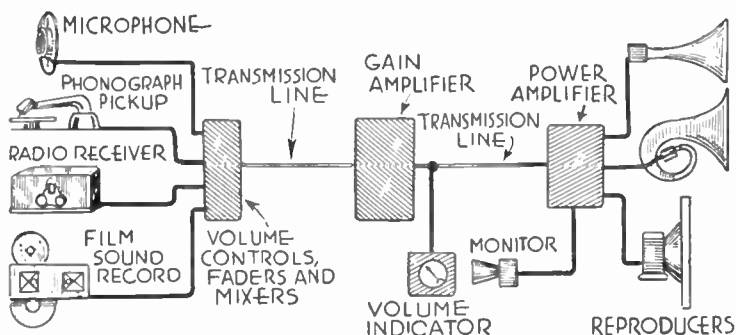 MICROPHONE
PHONOGRAPH
PICKUP
RADIO RECEIVER
FILM
SOUND
RECORD
TRANSMISSION
LINE
VOLUME
CONTROLS,
FADERS AND
MIXERS
GAIN
AMPLIFIER
TRANSMISSION
LINE
VOLUME
INDICATOR
POWER
AMPLIFIER
MONITOR
REPRODUCERS